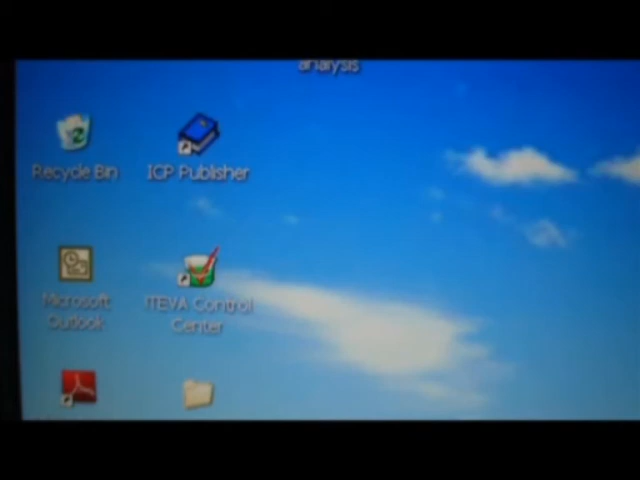 analysis
Recycle Bin
ICP Publisher
Microsoft
Outlook
ITEVA Control
Center